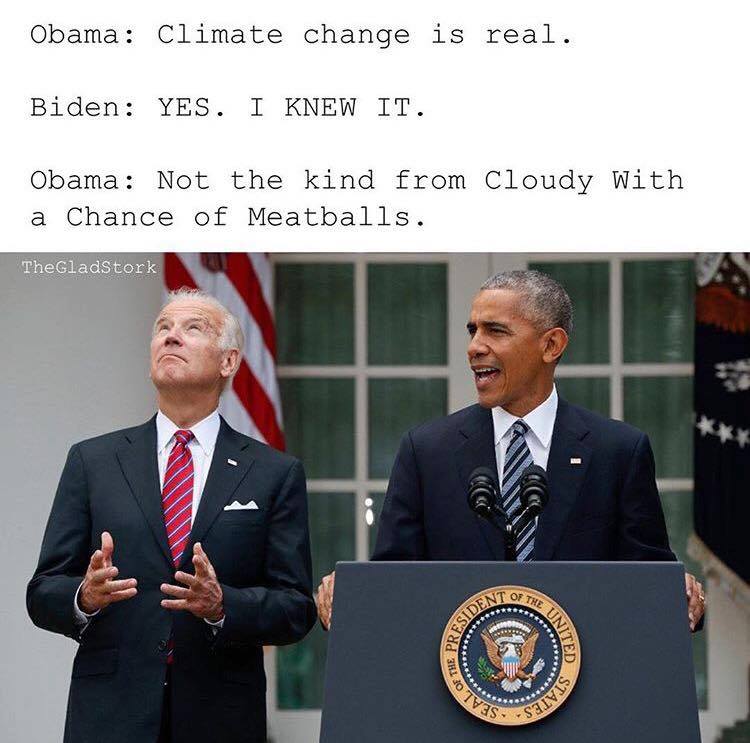 Obama: Climate change is real.
Biden: YES. I KNEW IT.
Obama: Not the kind from Cloudy With
a Chance of Meatballs.
TheGladStork
SEAL OF THE PRESIDENT OF THE UNITED STATES